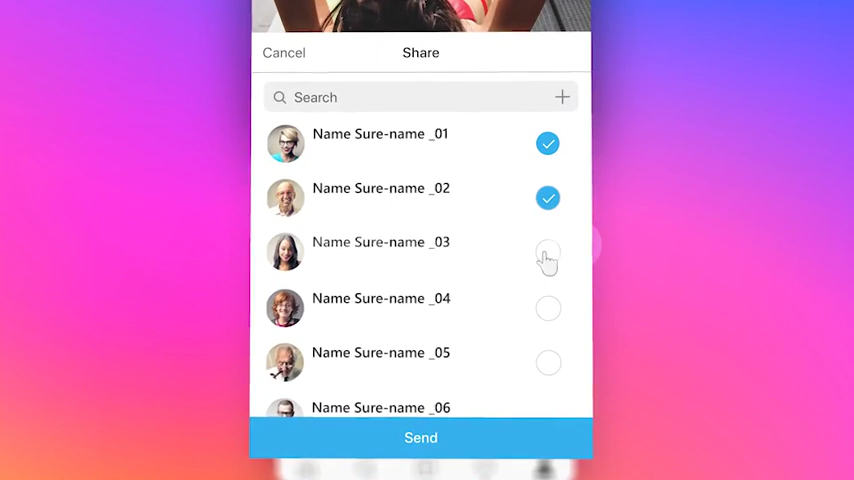 Cancel
Share
Search
Name Sure-name _01
Name Sure-name _02
Name Sure-name _03
Name Sure-name _04
Name Sure-name _05
Name Sure-name _06
Send